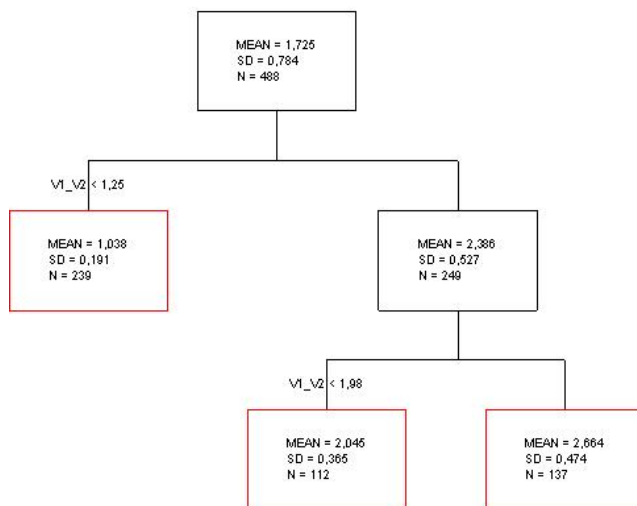 MEAN = 1,725
SD = 0,784
N = 488
V1_V2 < 1,25
MEAN = 1,038
SD = 0,191
N = 239
MEAN = 2,386
SD = 0,527
N = 249
V1_V2 < 1,98
MEAN = 2,045
SD = 0,365
N = 112
MEAN = 2,664
SD = 0,474
N = 137